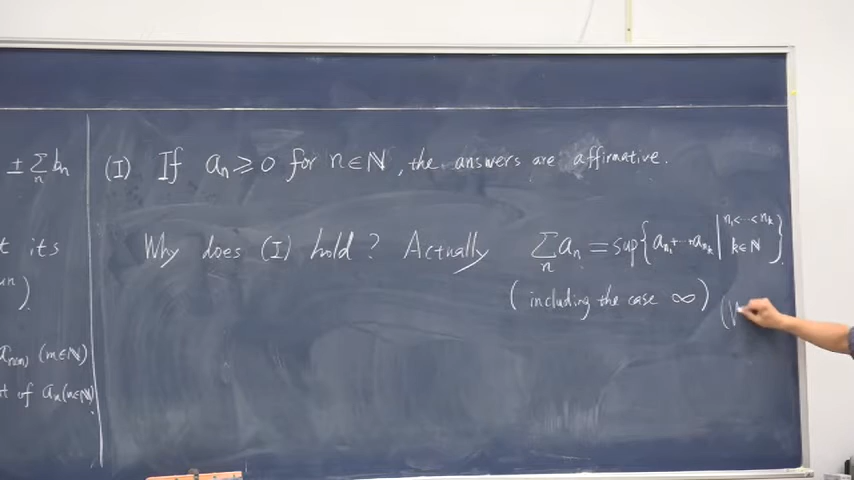 ± ∑ₙ bₙ
t its
un)
aₙ₍ₘ₎ (m∈ℕ)
t of aₙ(n∈ℕ)
(I) If aₙ ≥ 0 for n∈ℕ, the answers are affirmative.
Why does (I) hold? Actually ∑ₙ aₙ = sup{aₙ₁+⋯+aₙₖ | n₁<⋯<nₖ k∈ℕ}.
(including the case ∞) (